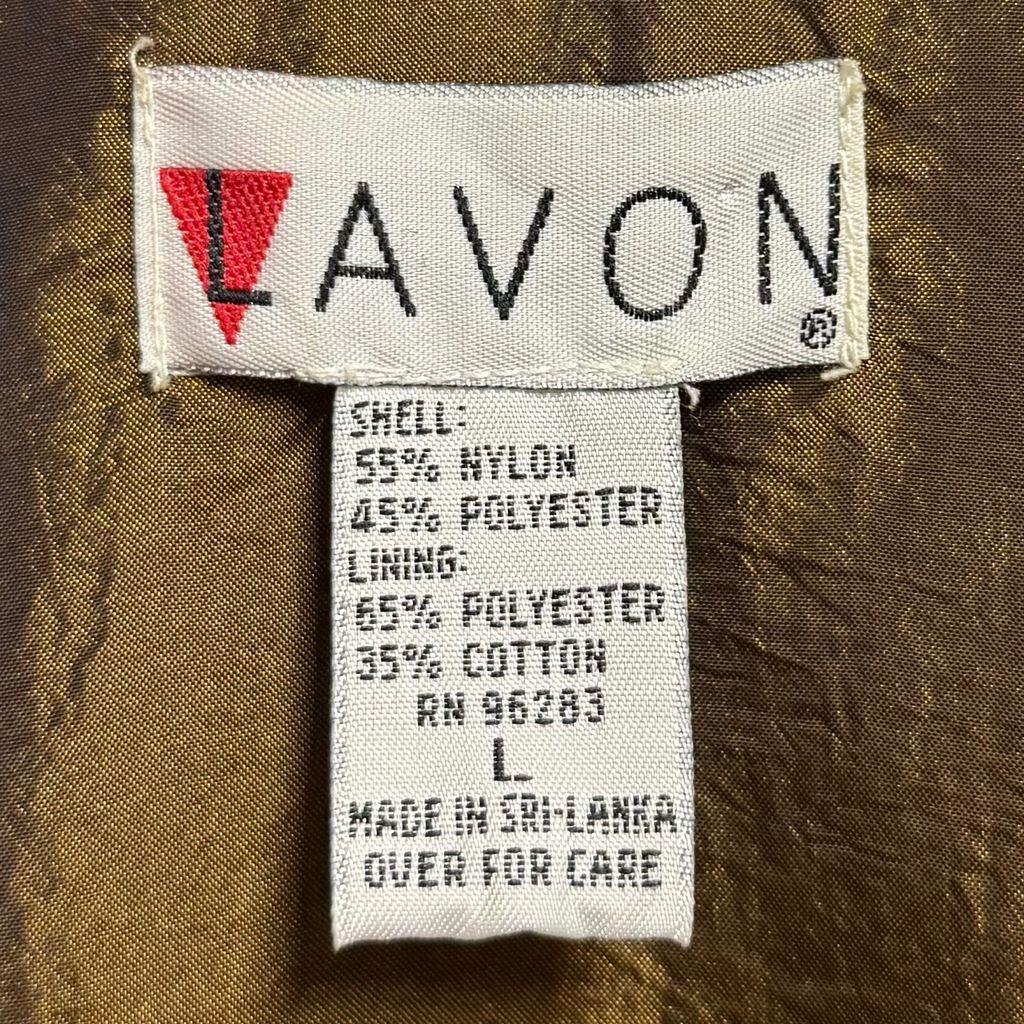 LAVON
®
SHELL:
55% NYLON
45% POLYESTER
LINING:
65% POLYESTER
35% COTTON
RN 96283
L
MADE IN SRI-LANKA
OVER FOR CARE